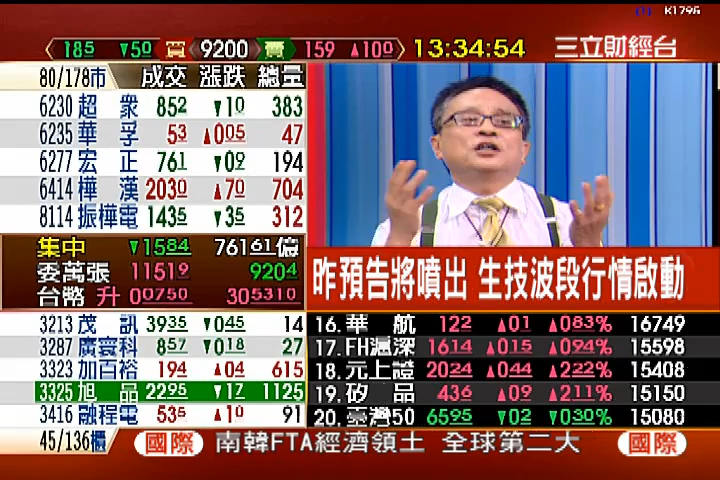 K1795
185 ▼50 買 9200 賣 159 ▲100 13:34:54 三立財經台
80/178市 成交 漲跌 總量
6230 超 眾 852 ▼10 383
6235 華 孚 53 ▲005 47
6277 宏 正 761 ▼09 194
6414 樺 漢 2030 ▲70 704
8114 振樺電 1435 ▼35 312
集中 ▼1584 76161億
委萬張 11519 9204
台幣 升 000750 305310
昨預告將噴出 生技波段行情啟動
3213 茂 訊 3935 ▼045 14
3287 廣寰科 857 ▼018 27
3323 加百裕 194 ▼04 615
3325 旭 品 2295 ▼17 1125
3416 融程電 535 ▲10 91
45/136櫃
16. 華 航 122 ▲01 ▲083% 16749
17. FH滬深 1614 ▲015 ▲094% 15598
18. 元上證 2024 ▲044 ▲222% 15408
19. 矽 品 436 ▲09 ▲211% 15150
20. 臺灣50 6595 ▼02 ▼030% 15080
國際 南韓FTA經濟領土 全球第二大 國際